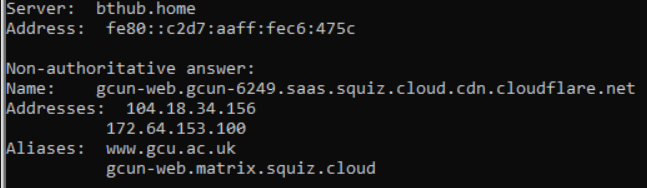 Server:  bthub.home
Address:  fe80::c2d7:aaff:fec6:475c
Non-authoritative answer:
Name:    gcun-web.gcun-6249.saas.squiz.cloud.cdn.cloudflare.net
Addresses:  104.18.34.156
172.64.153.100
Aliases:  www.gcu.ac.uk
gcun-web.matrix.squiz.cloud